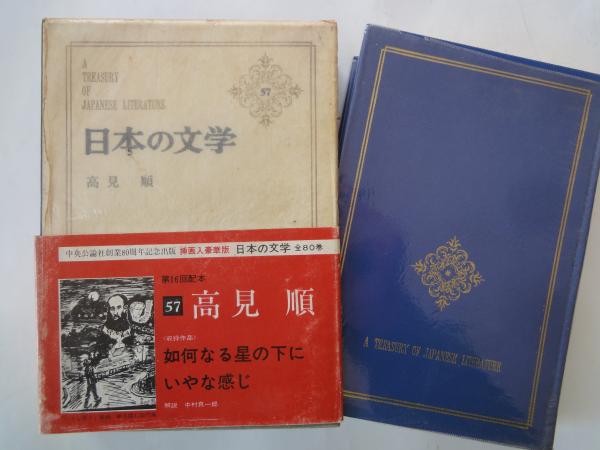 A
TREASURY
OF
JAPANESE LITERATURE
57
日本の文学
高見 順
中央公論社創業80周年記念出版 挿画入豪華版 日本の文学 全80巻
第16回配本
57 高見 順
《収録作品》
如何なる星の下に
いやな感じ
解説 中村真一郎
A TREASURY OF JAPANESE LITERATURE